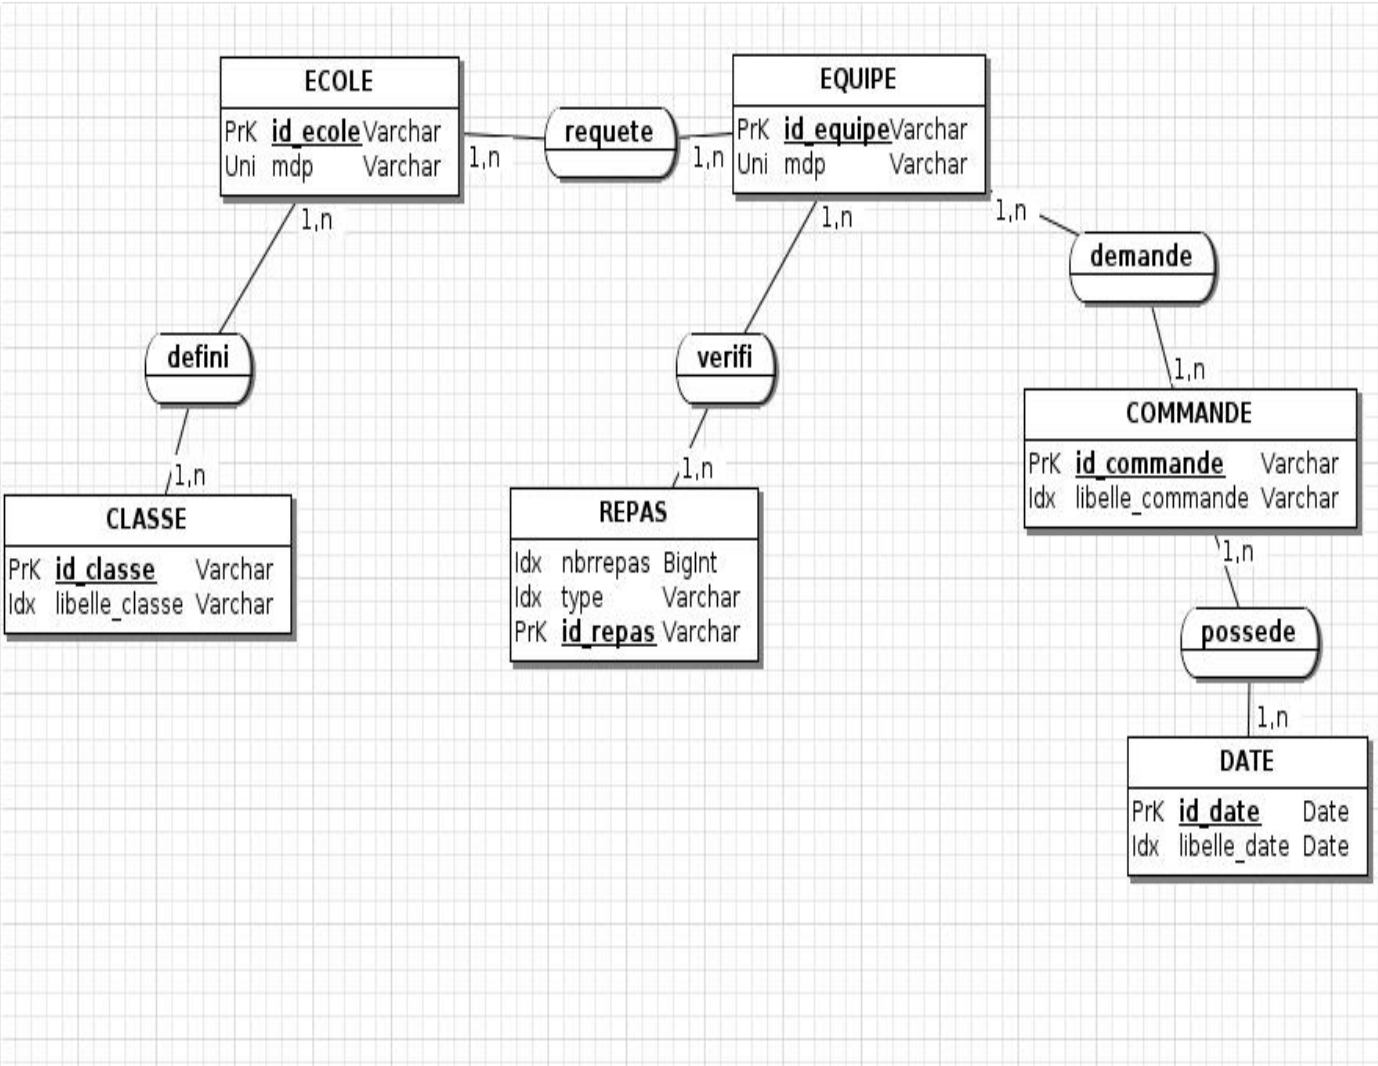 ECOLE
PrK id_ecole Varchar
Uni mdp Varchar
1,n
requete
1,n
EQUIPE
PrK id_equipe Varchar
Uni mdp Varchar
1,n
1,n
1,n
demande
defini
verifi
1,n
COMMANDE
PrK id_commande Varchar
Idx libelle_commande Varchar
1,n
CLASSE
PrK id_classe Varchar
Idx libelle_classe Varchar
1,n
REPAS
Idx nbrrepas BigInt
Idx type Varchar
PrK id_repas Varchar
1,n
possede
1,n
DATE
PrK id_date Date
Idx libelle_date Date